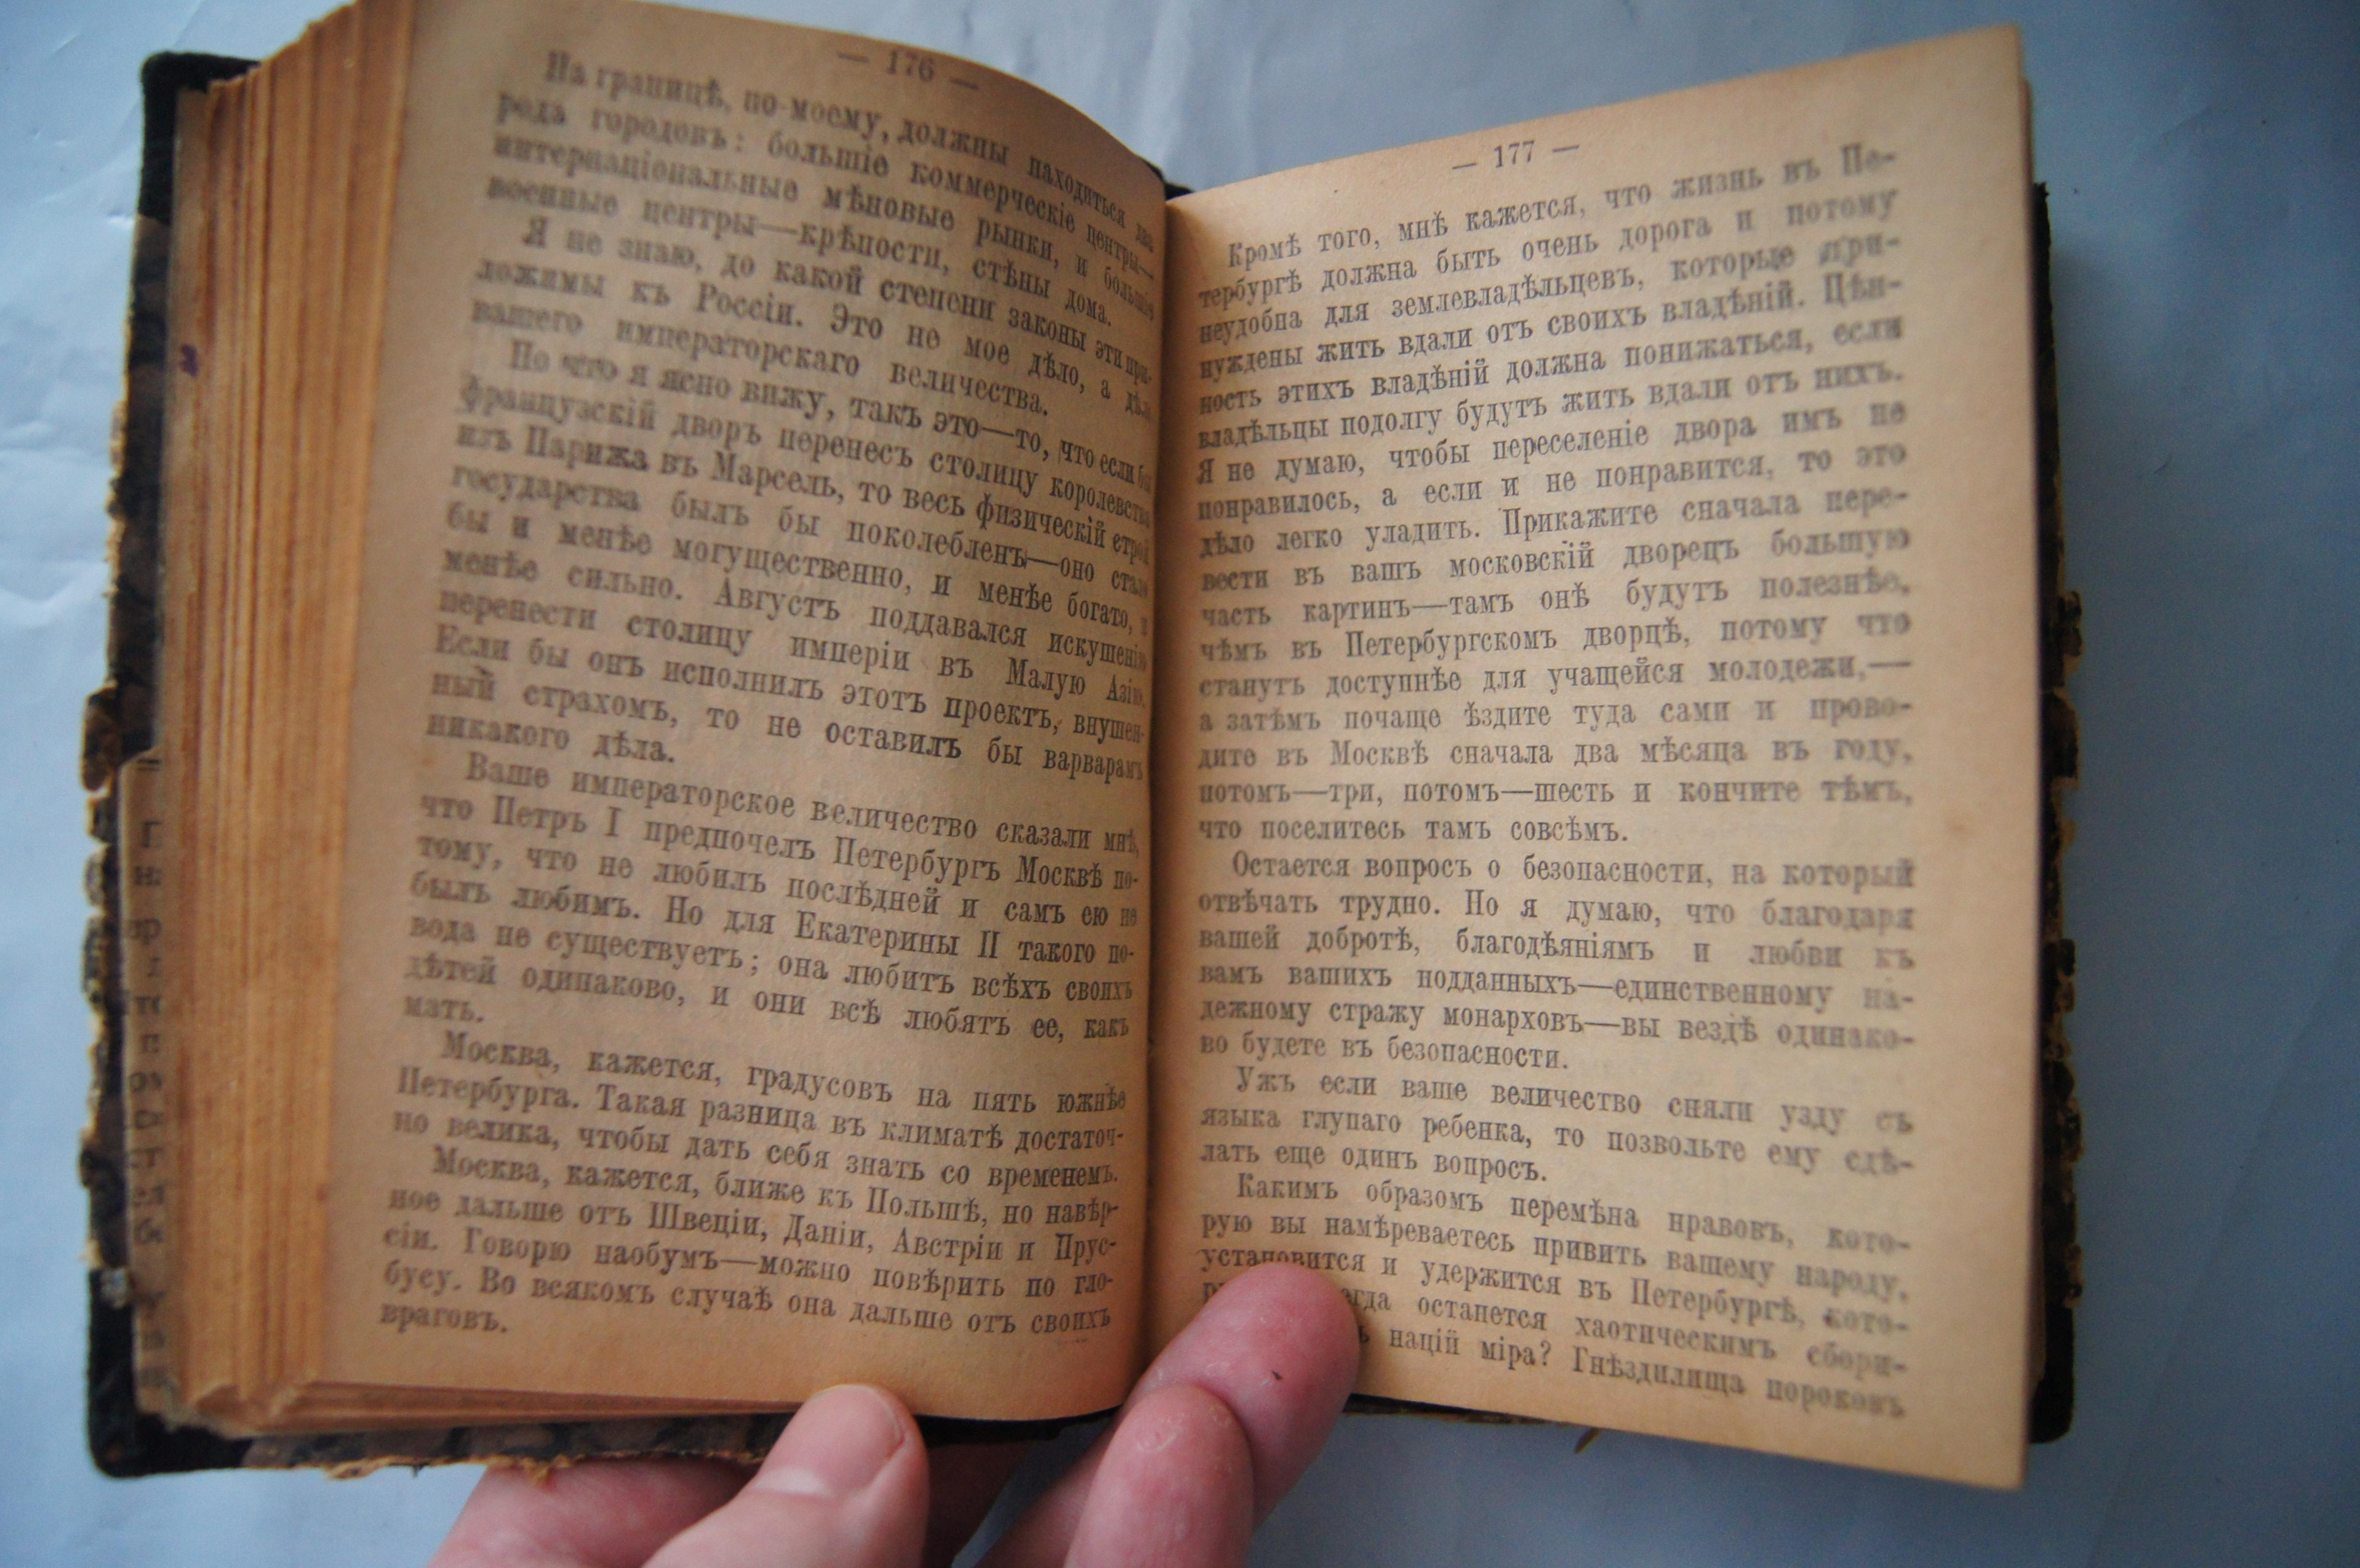 — 176 —
На границѣ, по-моему, должны находиться два
рода городовъ: большіе коммерческіе центры—
интернаціональные мѣновые рынки, и большіе
военные центры—крѣпости, стѣны дома.
Я не знаю, до какой степени законы эти при-
ложимы къ Россіи. Это не мое дѣло, а дѣло
вашего императорскаго величества.
Но что я ясно вижу, такъ это—то, что если бы
французскій дворъ перенесъ столицу королевства
изъ Парижа въ Марсель, то весь физическій строй
государства былъ бы поколебленъ—оно стало
бы и менѣе могущественно, и менѣе богато, и
менѣе сильно. Августъ поддавался искушенію
перенести столицу имперіи въ Малую Азію.
Если бы онъ исполнилъ этотъ проектъ, внушен-
ный страхомъ, то не оставилъ бы варварамъ
никакого дѣла.
Ваше императорское величество сказали мнѣ,
что Петръ I предпочелъ Петербургъ Москвѣ по-
тому, что не любилъ послѣдней и самъ ею не
былъ любимъ. Но для Екатерины II такого по-
вода не существуетъ; она любитъ всѣхъ своихъ
дѣтей одинаково, и они всѣ любятъ ее, какъ
мать.
Москва, кажется, градусовъ на пять южнѣе
Петербурга. Такая разница въ климатѣ достаточ-
но велика, чтобы дать себя знать со временемъ.
Москва, кажется, ближе къ Польшѣ, но навѣр-
ное дальше отъ Швеціи, Даніи, Австріи и Прус-
сіи. Говорю наобумъ—можно повѣрить по гло-
бусу. Во всякомъ случаѣ она дальше отъ своихъ
враговъ.
— 177 —
Кромѣ того, мнѣ кажется, что жизнь въ Пе-
тербургѣ должна быть очень дорога и потому
неудобна для землевладѣльцевъ, которые при-
нуждены жить вдали отъ своихъ владѣній. Цѣн-
ность этихъ владѣній должна понижаться, если
владѣльцы подолгу будутъ жить вдали отъ нихъ.
Я не думаю, чтобы переселеніе двора имъ не
понравилось, а если и не понравится, то это
дѣло легко уладить. Прикажите сначала пере-
вести въ вашъ московскій дворецъ большую
часть картинъ—тамъ онѣ будутъ полезнѣе,
чѣмъ въ Петербургскомъ дворцѣ, потому что
станутъ доступнѣе для учащейся молодежи,—
а затѣмъ почаще ѣздите туда сами и прово-
дите въ Москвѣ сначала два мѣсяца въ году,
потомъ—три, потомъ—шесть и кончите тѣмъ,
что поселитесь тамъ совсѣмъ.
Остается вопросъ о безопасности, на который
отвѣчать трудно. Но я думаю, что благодаря
вашей добротѣ, благодѣяніямъ и любви къ
вамъ вашихъ подданныхъ—единственному на-
дежному стражу монарховъ—вы вездѣ одинако-
во будете въ безопасности.
Ужъ если ваше величество сняли узду съ
языка глупаго ребенка, то позвольте ему сдѣ-
лать еще одинъ вопросъ.
Какимъ образомъ перемѣна нравовъ, кото-
рую вы намѣреваетесь привить вашему народу,
установится и удержится въ Петербургѣ, кото-
останется хаотическимъ сбори-
націй міра? Гнѣздилища пороковъ